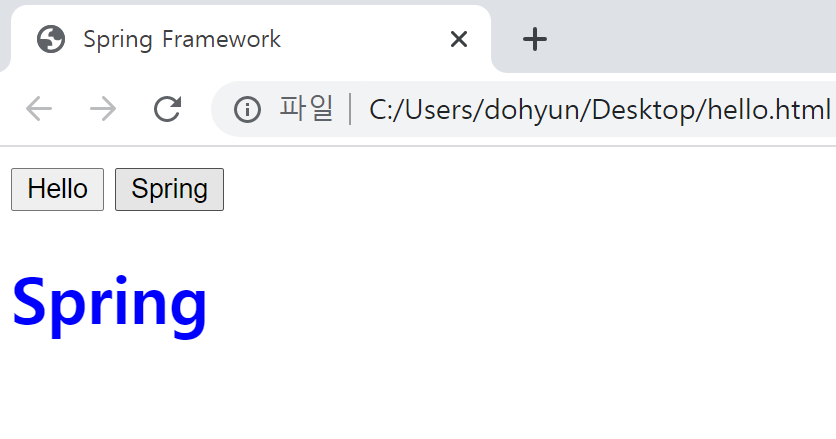 Spring Framework
파일 C:/Users/dohyun/Desktop/hello.html
Hello Spring
Spring